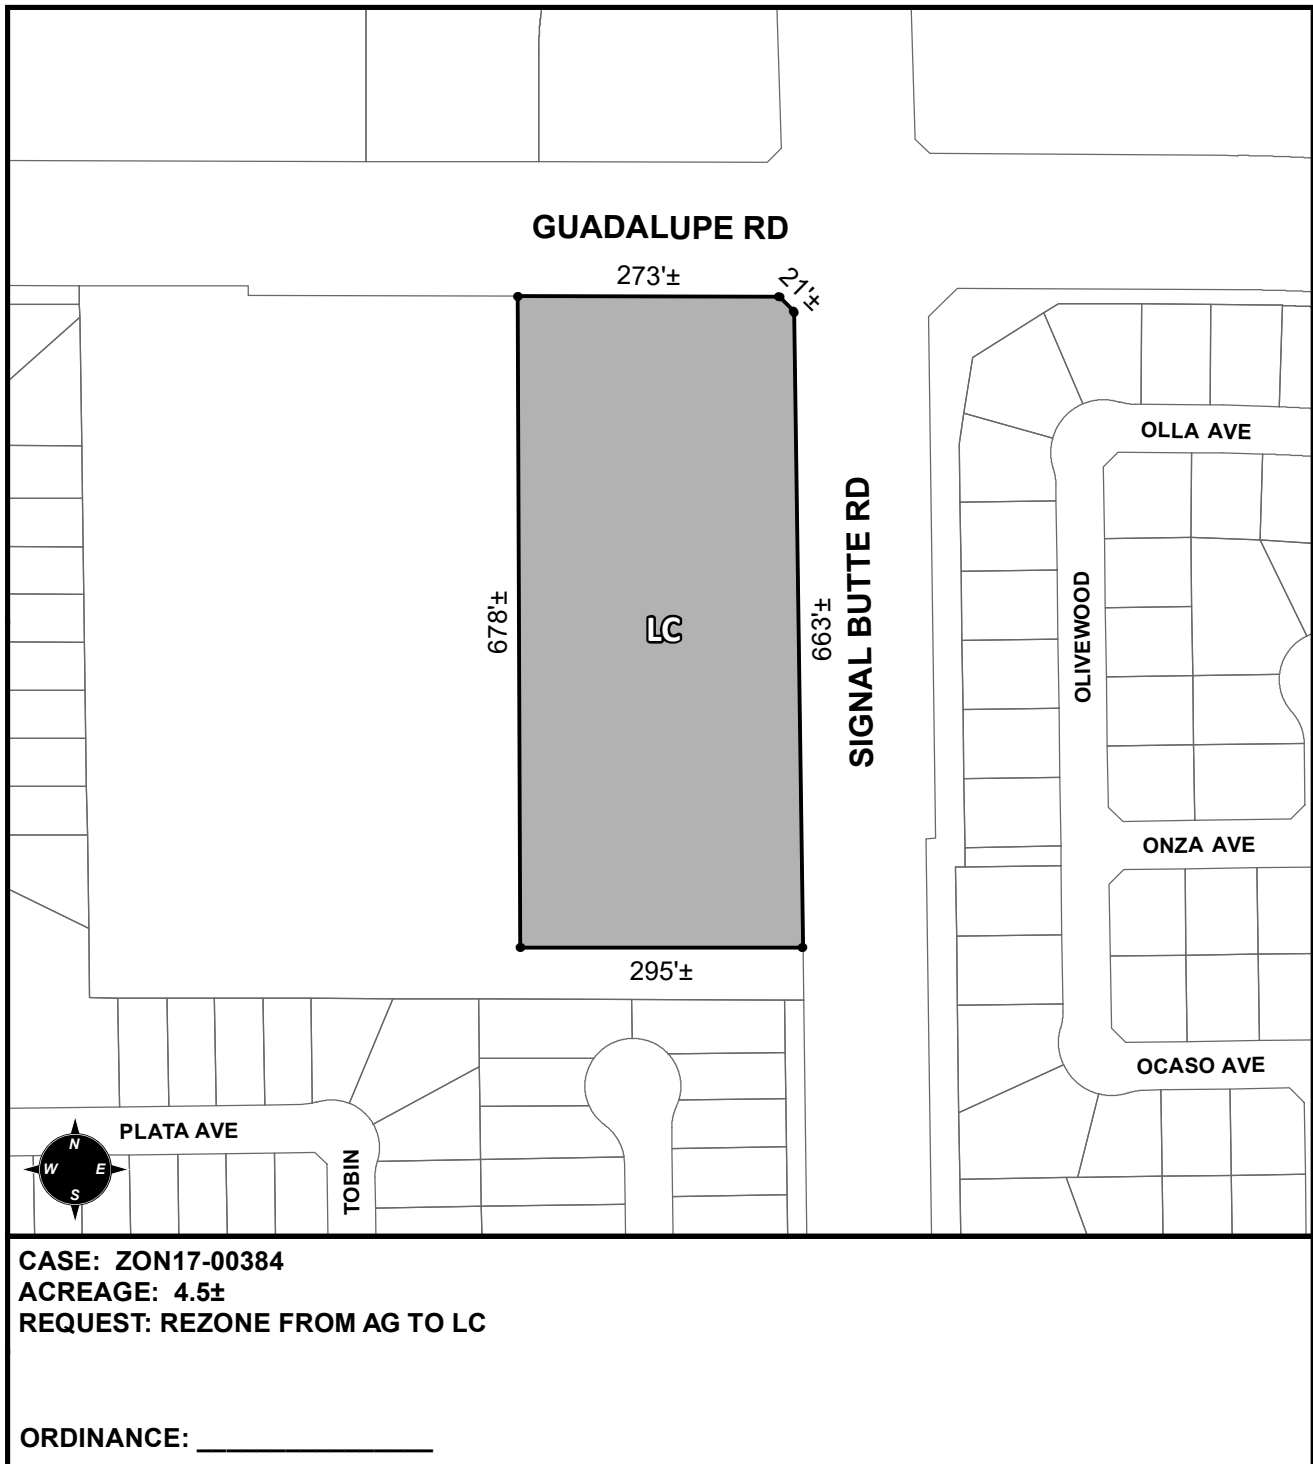 GUADALUPE RD
273'±
21'±
OLLA AVE
SIGNAL BUTTE RD
OLIVEWOOD
678'±
LC
663'±
ONZA AVE
295'±
OCASO AVE
PLATA AVE
TOBIN
N
W E
S
CASE: ZON17-00384
ACREAGE: 4.5±
REQUEST: REZONE FROM AG TO LC
ORDINANCE: ________________